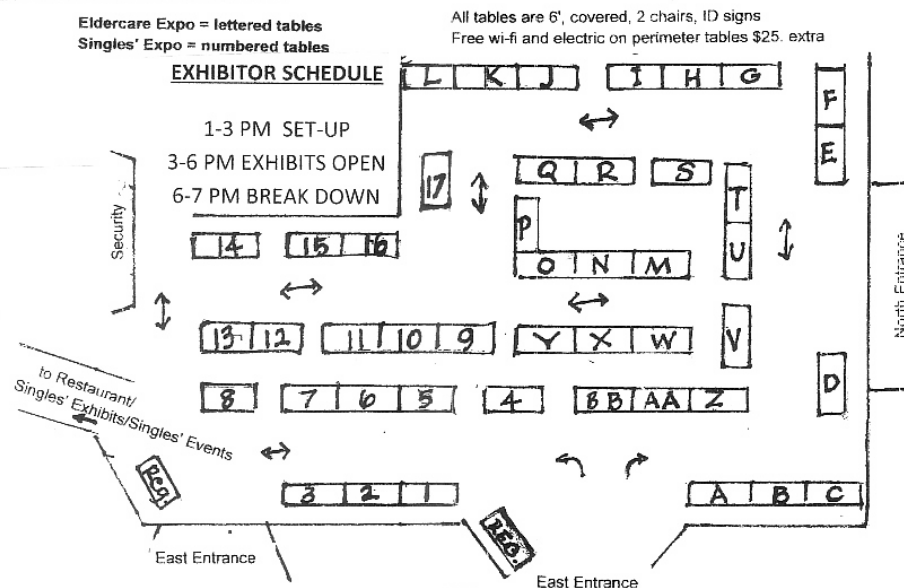 Eldercare Expo = lettered tables
Singles' Expo = numbered tables
All tables are 6', covered, 2 chairs, ID signs
Free wi-fi and electric on perimeter tables $25. extra
EXHIBITOR SCHEDULE
1-3 PM SET-UP
3-6 PM EXHIBITS OPEN
6-7 PM BREAK DOWN
L K J I H G
F
E
17
Q R S
T
U
P
O N M
Security
14 15 16
North Entrance
13 12 11 10 9 Y X W
V
D
to Restaurant/
Singles' Exhibits/Singles' Events
8 7 6 5 4 BB AA Z
Reg.
3 2 1
REG.
A B C
East Entrance
East Entrance